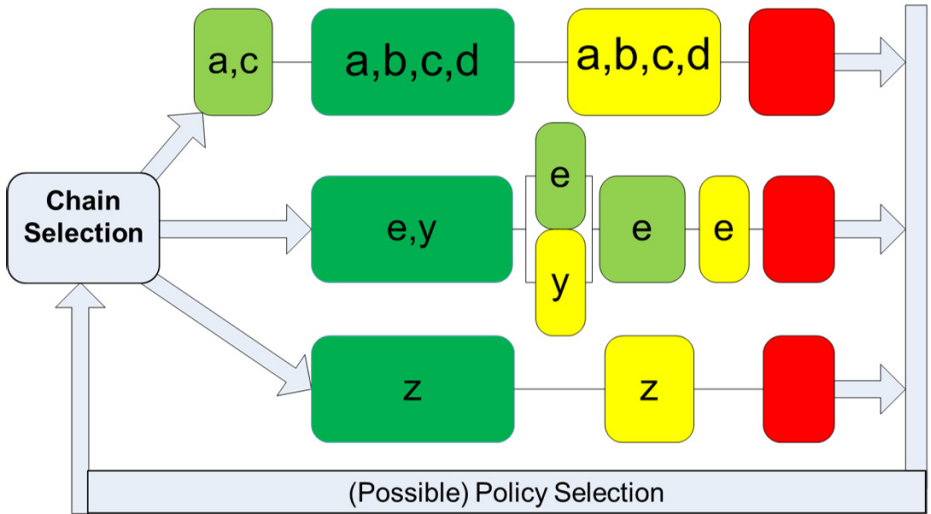 a,c
a,b,c,d
a,b,c,d
Chain
Selection
e,y
e
y
e
e
z
z
(Possible) Policy Selection